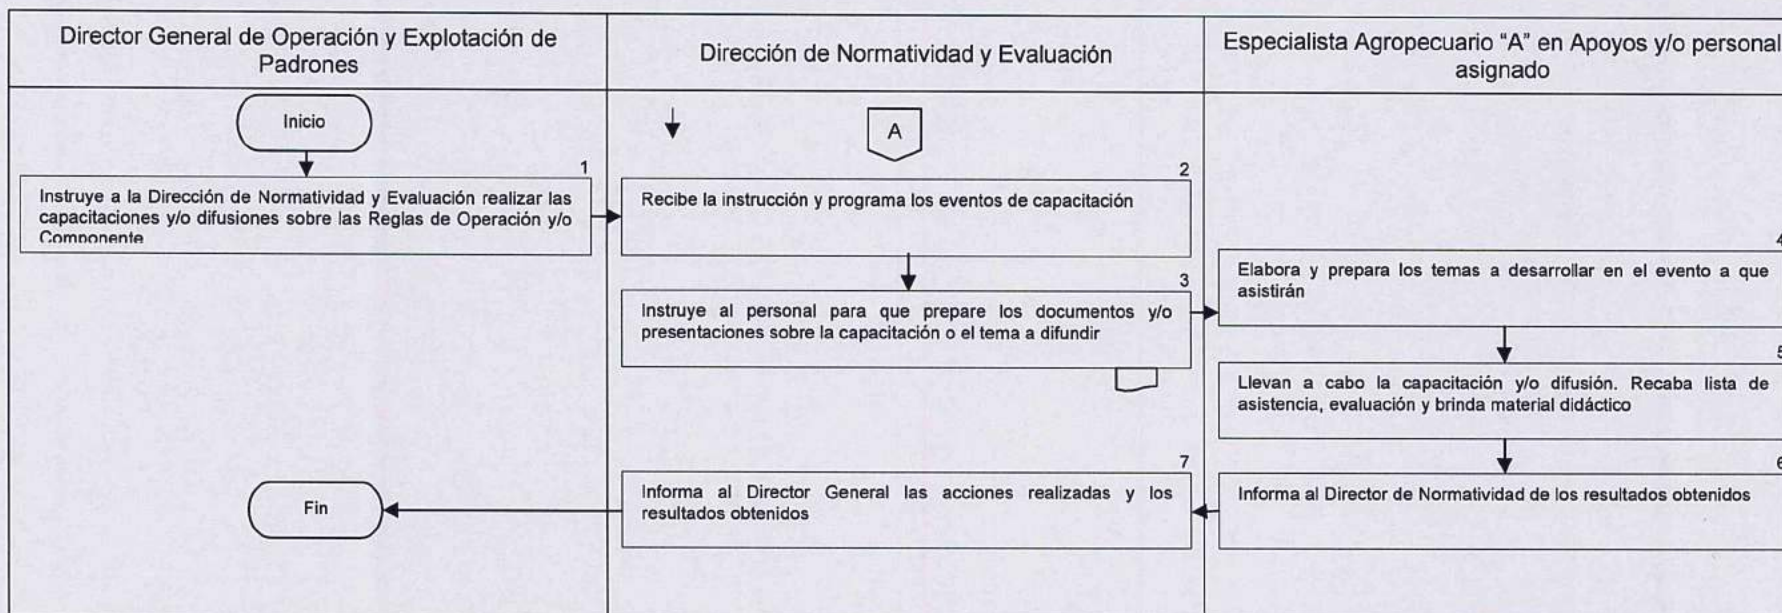 Director General de Operación y Explotación de
Padrones
Dirección de Normatividad y Evaluación
Especialista Agropecuario “A” en Apoyos y/o personal
asignado
Inicio
A
1
Instruye a la Dirección de Normatividad y Evaluación realizar las
capacitaciones y/o difusiones sobre las Reglas de Operación y/o
Componente
2
Recibe la instrucción y programa los eventos de capacitación
3
Instruye al personal para que prepare los documentos y/o
presentaciones sobre la capacitación o el tema a difundir
4
Elabora y prepara los temas a desarrollar en el evento a que
asistirán
5
Llevan a cabo la capacitación y/o difusión. Recaba lista de
asistencia, evaluación y brinda material didáctico
6
Informa al Director de Normatividad de los resultados obtenidos
7
Informa al Director General las acciones realizadas y los
resultados obtenidos
Fin